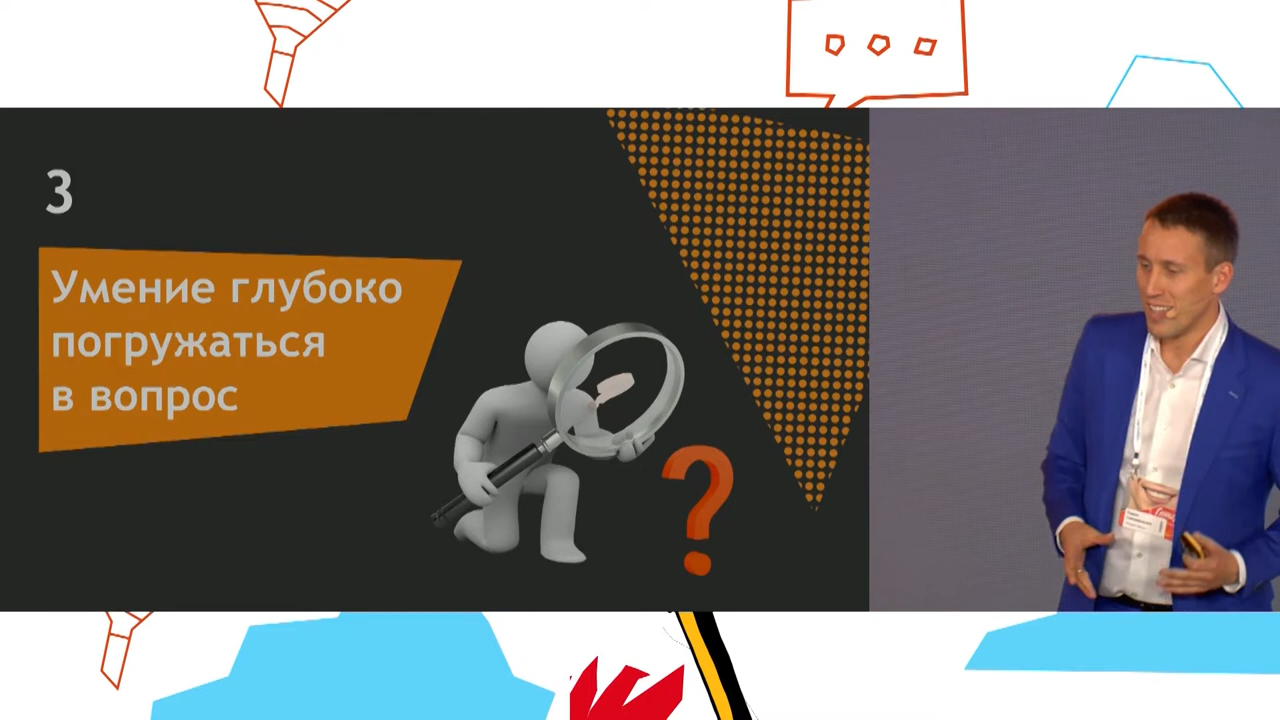 3
Умение глубоко
погружаться
в вопрос